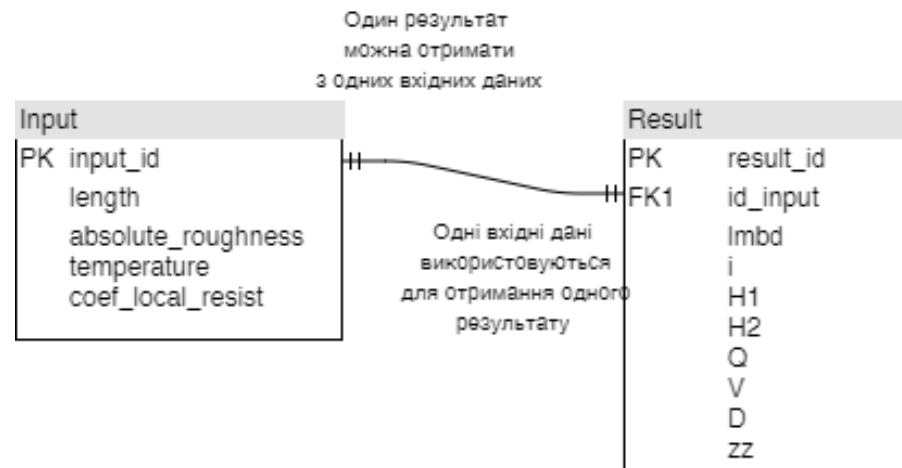 Один результат
можна отримати
з одних вхідних даних
Input
PK input_id
length
absolute_roughness
temperature
coef_local_resist
Одні вхідні дані
використовуються
для отримання одного
результату
Result
PK result_id
FK1 id_input
lmbd
i
H1
H2
Q
V
D
zz